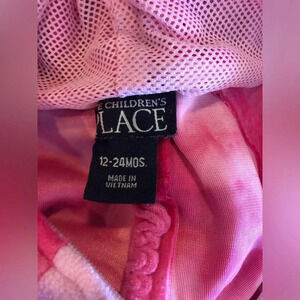 E CHILDREN'S
LACE
12-24MOS.
MADE IN
VIETNAM